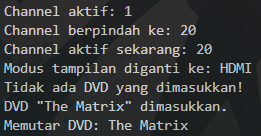 Channel aktif: 1
Channel berpindah ke: 20
Channel aktif sekarang: 20
Modus tampilan diganti ke: HDMI
Tidak ada DVD yang dimasukkan!
DVD "The Matrix" dimasukkan.
Memutar DVD: The Matrix